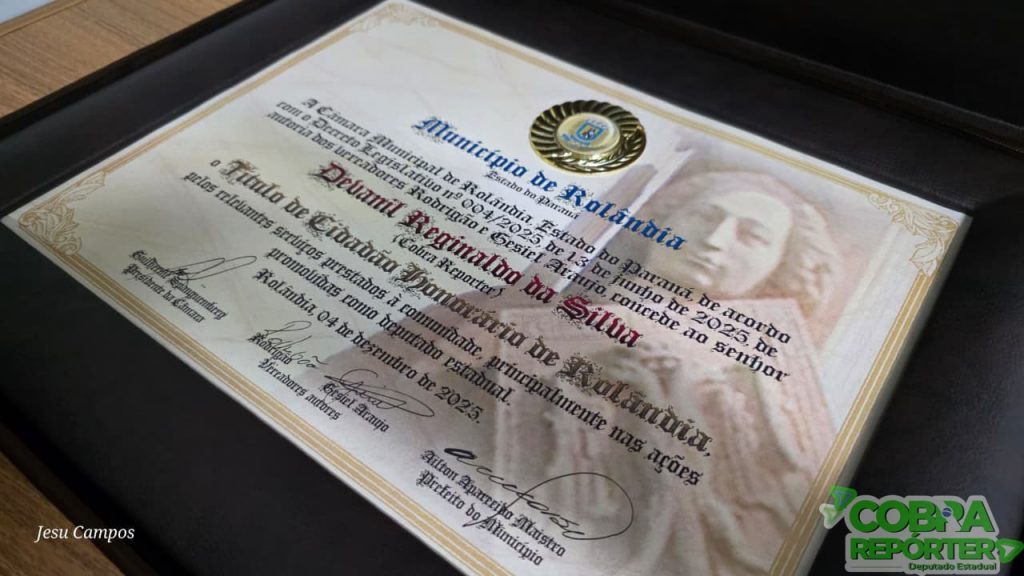 Município de Rolândia
Estado do Paraná
A Câmara Municipal de Rolândia, Estado do Paraná, de acordo
com o Decreto Legislativo nº 004/2025 de 13 de Junho de 2025, de
autoria dos vereadores Rodrigão e Gesiel Araujo, concede ao senhor
Devanil Reginaldo da Silva
(Cobra Reporter)
o Título de Cidadão Honorário de Rolândia,
pelos relevantes serviços prestados à comunidade, principalmente nas ações
promovidas como deputado estadual.
Rolândia, 04 de dezembro de 2025.
Presidente da Câmara
Rodrigão
Gesiel Araujo
Vereadores autores
Ailton Aparecido Maistro
Prefeito do Município
Jesu Campos
COBRA
REPÓRTER
Deputado Estadual